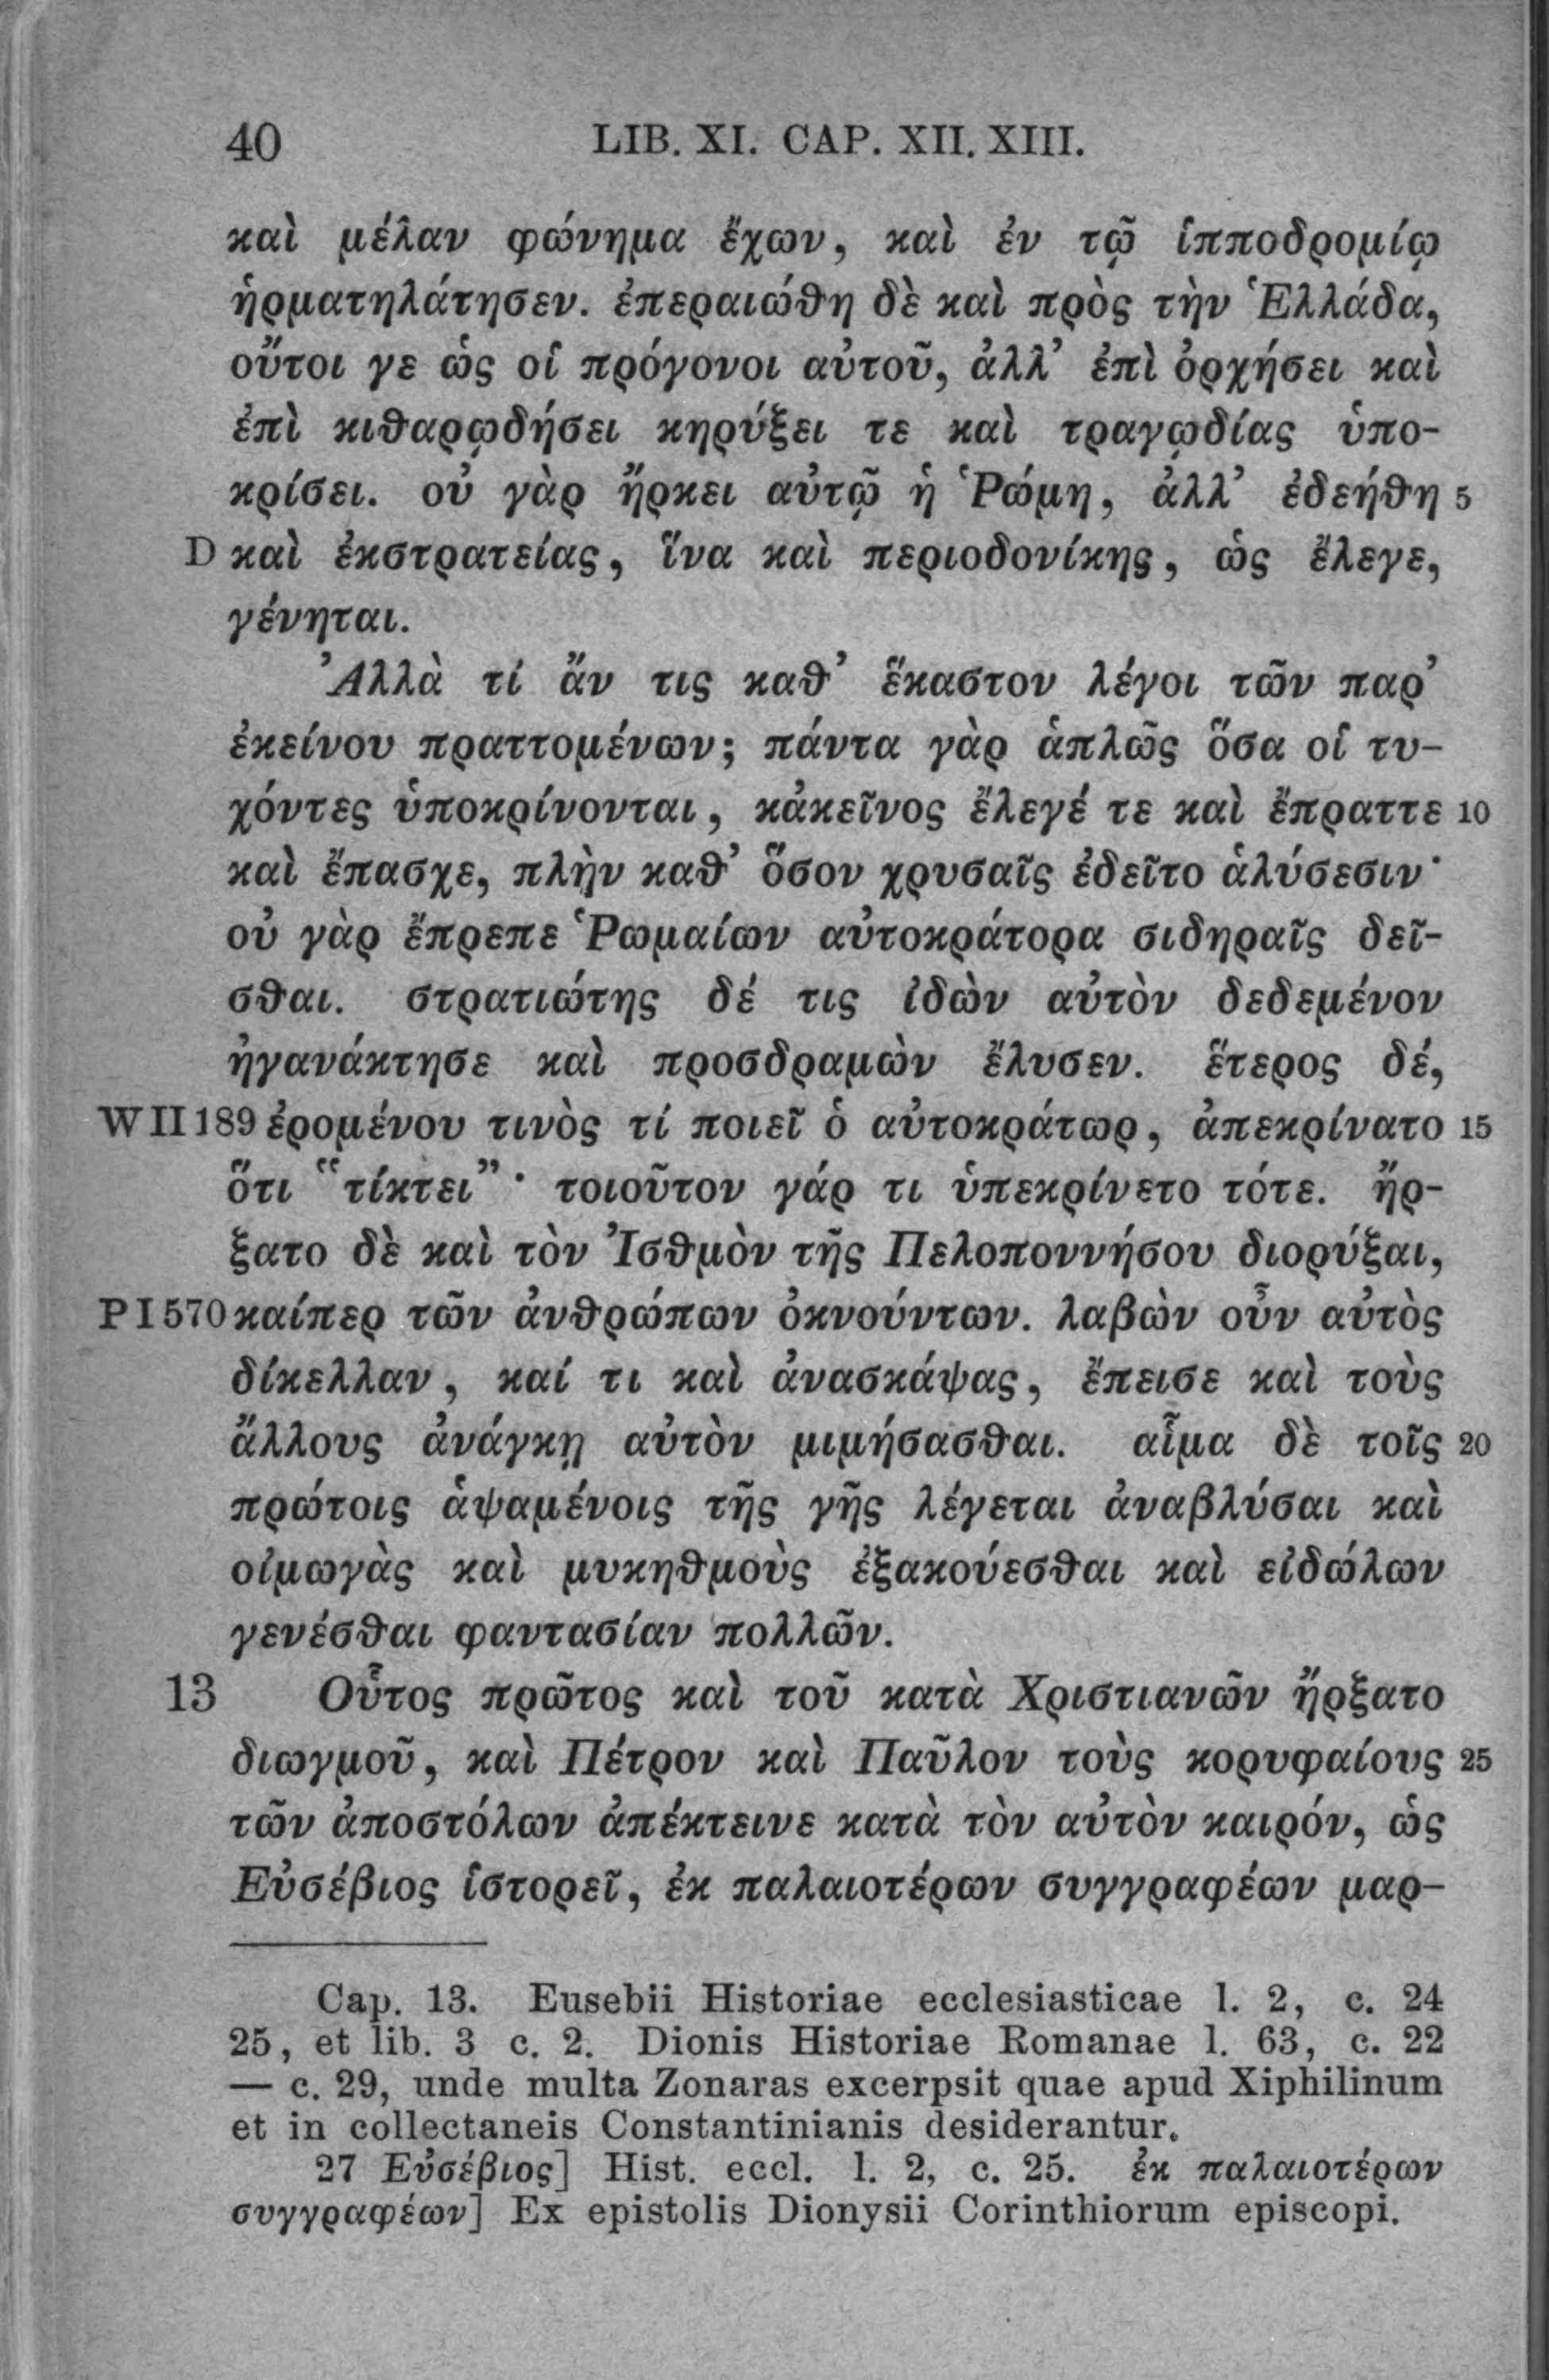 40 LIB. XI. CAP. XII. XIII.
καὶ μέλαν φώνημα ἔχων, καὶ ἐν τῷ ἱπποδρομίῳ
ἡρματηλάτησεν. ἐπεραιώθη δὲ καὶ πρὸς τὴν Ἑλλάδα,
οὔτοι γε ὡς οἱ πρόγονοι αὐτοῦ, ἀλλ’ ἐπὶ ὀρχήσει καὶ
ἐπὶ κιθαρῳδήσει κηρύξει τε καὶ τραγῳδίας ὑπο-
κρίσει. οὐ γὰρ ἤρκει αὐτῷ ἡ Ῥώμη, ἀλλ’ ἐδεήθη 5
D καὶ ἐκστρατείας, ἵνα καὶ περιοδονίκης, ὡς ἔλεγε,
γένηται.
Ἀλλὰ τί ἄν τις καθ’ ἕκαστον λέγοι τῶν παρ’
ἐκείνου πραττομένων; πάντα γὰρ ἁπλῶς ὅσα οἱ τυ-
χόντες ὑποκρίνονται, κἀκεῖνος ἔλεγέ τε καὶ ἔπραττε 10
καὶ ἔπασχε, πλὴν καθ’ ὅσον χρυσαῖς ἐδεῖτο ἁλύσεσιν·
οὐ γὰρ ἔπρεπε Ῥωμαίων αὐτοκράτορα σιδηραῖς δεῖ-
σθαι. στρατιώτης δέ τις ἰδὼν αὐτὸν δεδεμένον
ἠγανάκτησε καὶ προσδραμὼν ἔλυσεν. ἕτερος δέ,
W II 189 ἐρομένου τινὸς τί ποιεῖ ὁ αὐτοκράτωρ, ἀπεκρίνατο 15
ὅτι “τίκτει”· τοιοῦτον γάρ τι ὑπεκρίνετο τότε. ἤρ-
ξατο δὲ καὶ τὸν Ἰσθμὸν τῆς Πελοποννήσου διορύξαι,
P I 570 καίπερ τῶν ἀνθρώπων ὀκνούντων. λαβὼν οὖν αὐτὸς
δίκελλαν, καί τι καὶ ἀνασκάψας, ἔπεισε καὶ τοὺς
ἄλλους ἀνάγκῃ αὐτὸν μιμήσασθαι. αἷμα δὲ τοῖς 20
πρώτοις ἁψαμένοις τῆς γῆς λέγεται ἀναβλύσαι καὶ
οἰμωγὰς καὶ μυκηθμοὺς ἐξακούεσθαι καὶ εἰδώλων
γενέσθαι φαντασίαν πολλῶν.
13 Οὗτος πρῶτος καὶ τοῦ κατὰ Χριστιανῶν ἤρξατο
διωγμοῦ, καὶ Πέτρον καὶ Παῦλον τοὺς κορυφαίους 25
τῶν ἀποστόλων ἀπέκτεινε κατὰ τὸν αὐτὸν καιρόν, ὡς
Εὐσέβιος ἱστορεῖ, ἐκ παλαιοτέρων συγγραφέων μαρ-
Cap. 13. Eusebii Historiae ecclesiasticae l. 2, c. 24
25, et lib. 3 c. 2. Dionis Historiae Romanae l. 63, c. 22
— c. 29, unde multa Zonaras excerpsit quae apud Xiphilinum
et in collectaneis Constantinianis desiderantur.
27 Εὐσέβιος] Hist. eccl. l. 2, c. 25. ἐκ παλαιοτέρων
συγγραφέων] Ex epistolis Dionysii Corinthiorum episcopi.